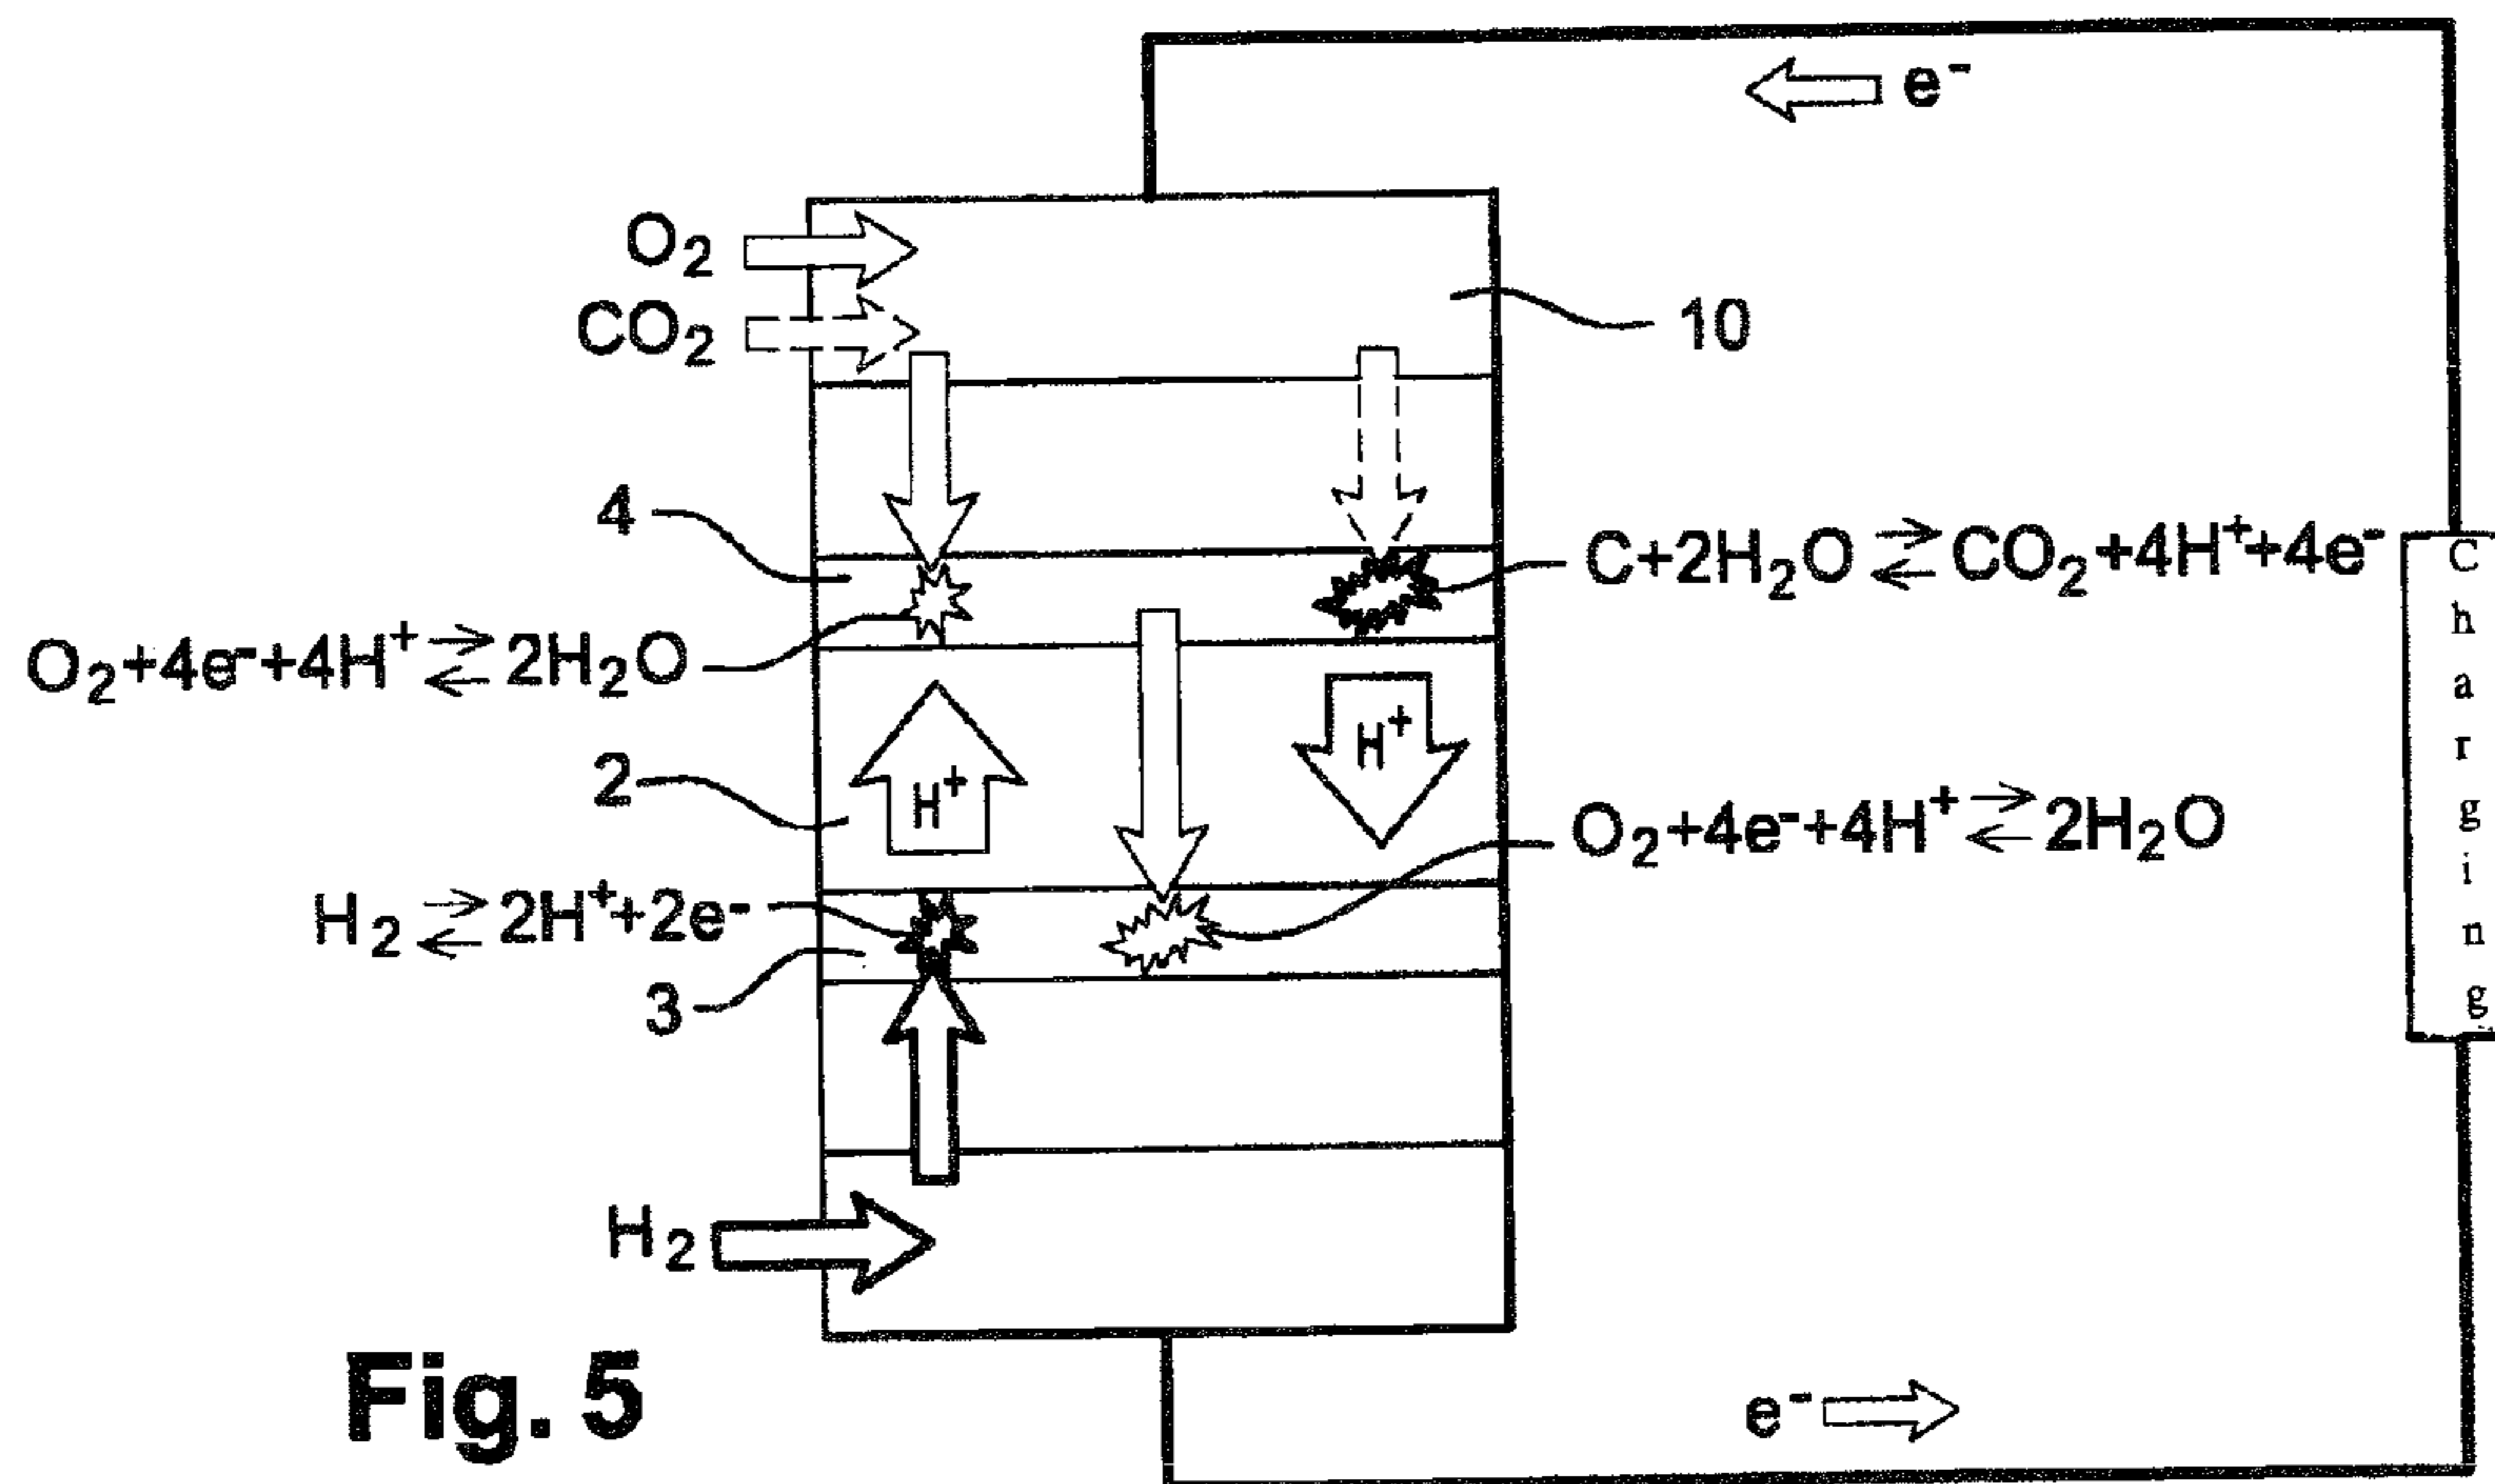 e⁻
O₂
CO₂
10
4
C+2H₂O ⇄ CO₂+4H⁺+4e⁻
Charging
O₂+4e⁻+4H⁺ ⇄ 2H₂O
2
H⁺
H⁺
O₂+4e⁻+4H⁺ ⇄ 2H₂O
H₂ ⇄ 2H⁺+2e⁻
3
H₂
Fig. 5
e⁻